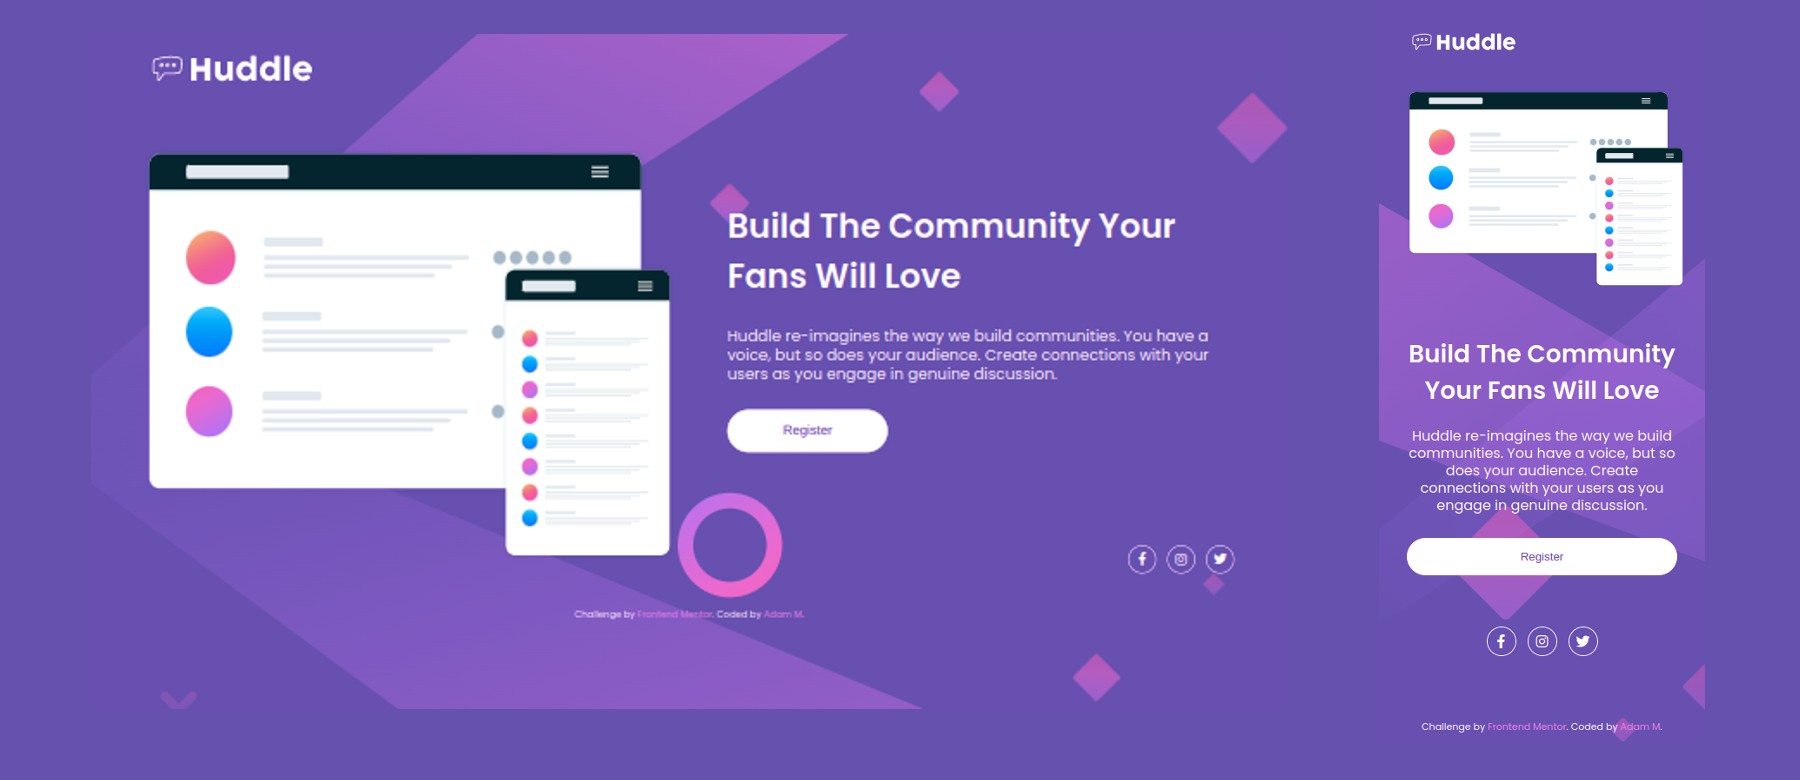 Huddle
Build The Community Your
Fans Will Love
Huddle re-imagines the way we build communities. You have a
voice, but so does your audience. Create connections with your
users as you engage in genuine discussion.
Register
Challenge by Frontend Mentor. Coded by Adam M.
Huddle
Build The Community
Your Fans Will Love
Huddle re-imagines the way we build
communities. You have a voice, but so
does your audience. Create
connections with your users as you
engage in genuine discussion.
Register
Challenge by Frontend Mentor. Coded by Adam M.